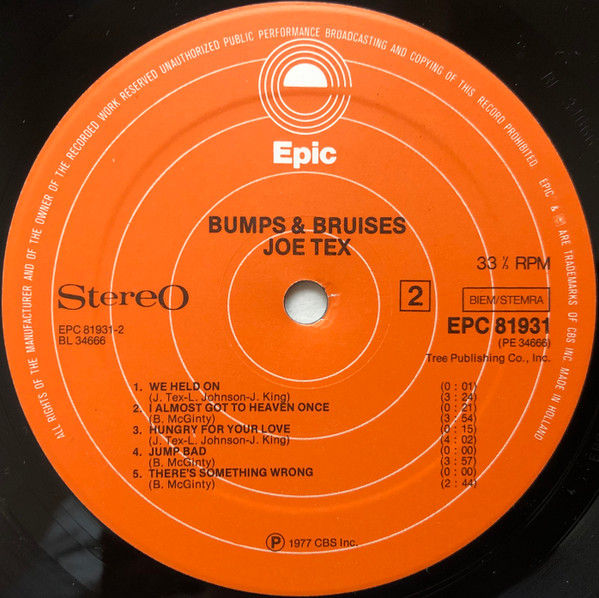 ALL RIGHTS OF THE MANUFACTURER AND OF THE OWNER OF THE RECORDED WORK RESERVED UNAUTHORIZED PUBLIC PERFORMANCE BROADCASTING AND COPYING OF THIS RECORD PROHIBITED. EPIC & ℗ ARE TRADEMARKS OF CBS INC. MADE IN HOLLAND
Epic
BUMPS & BRUISES
JOE TEX
33 ⅓ RPM
Stereo
2
BIEM/STEMRA
EPC 81931-2
BL 34666
EPC 81931
(PE 34666)
Tree Publishing Co., Inc.
1. WE HELD ON (0 : 01)
(J. Tex-L. Johnson-J. King) (3 : 24)
2. I ALMOST GOT TO HEAVEN ONCE (0 : 21)
(B. McGinty) (3 : 54)
3. HUNGRY FOR YOUR LOVE (0 : 15)
(J. Tex-L. Johnson-J. King) (4 : 02)
4. JUMP BAD (0 : 00)
(B. McGinty) (3 : 57)
5. THERE'S SOMETHING WRONG (0 : 00)
(B. McGinty) (2 : 44)
℗ 1977 CBS Inc.